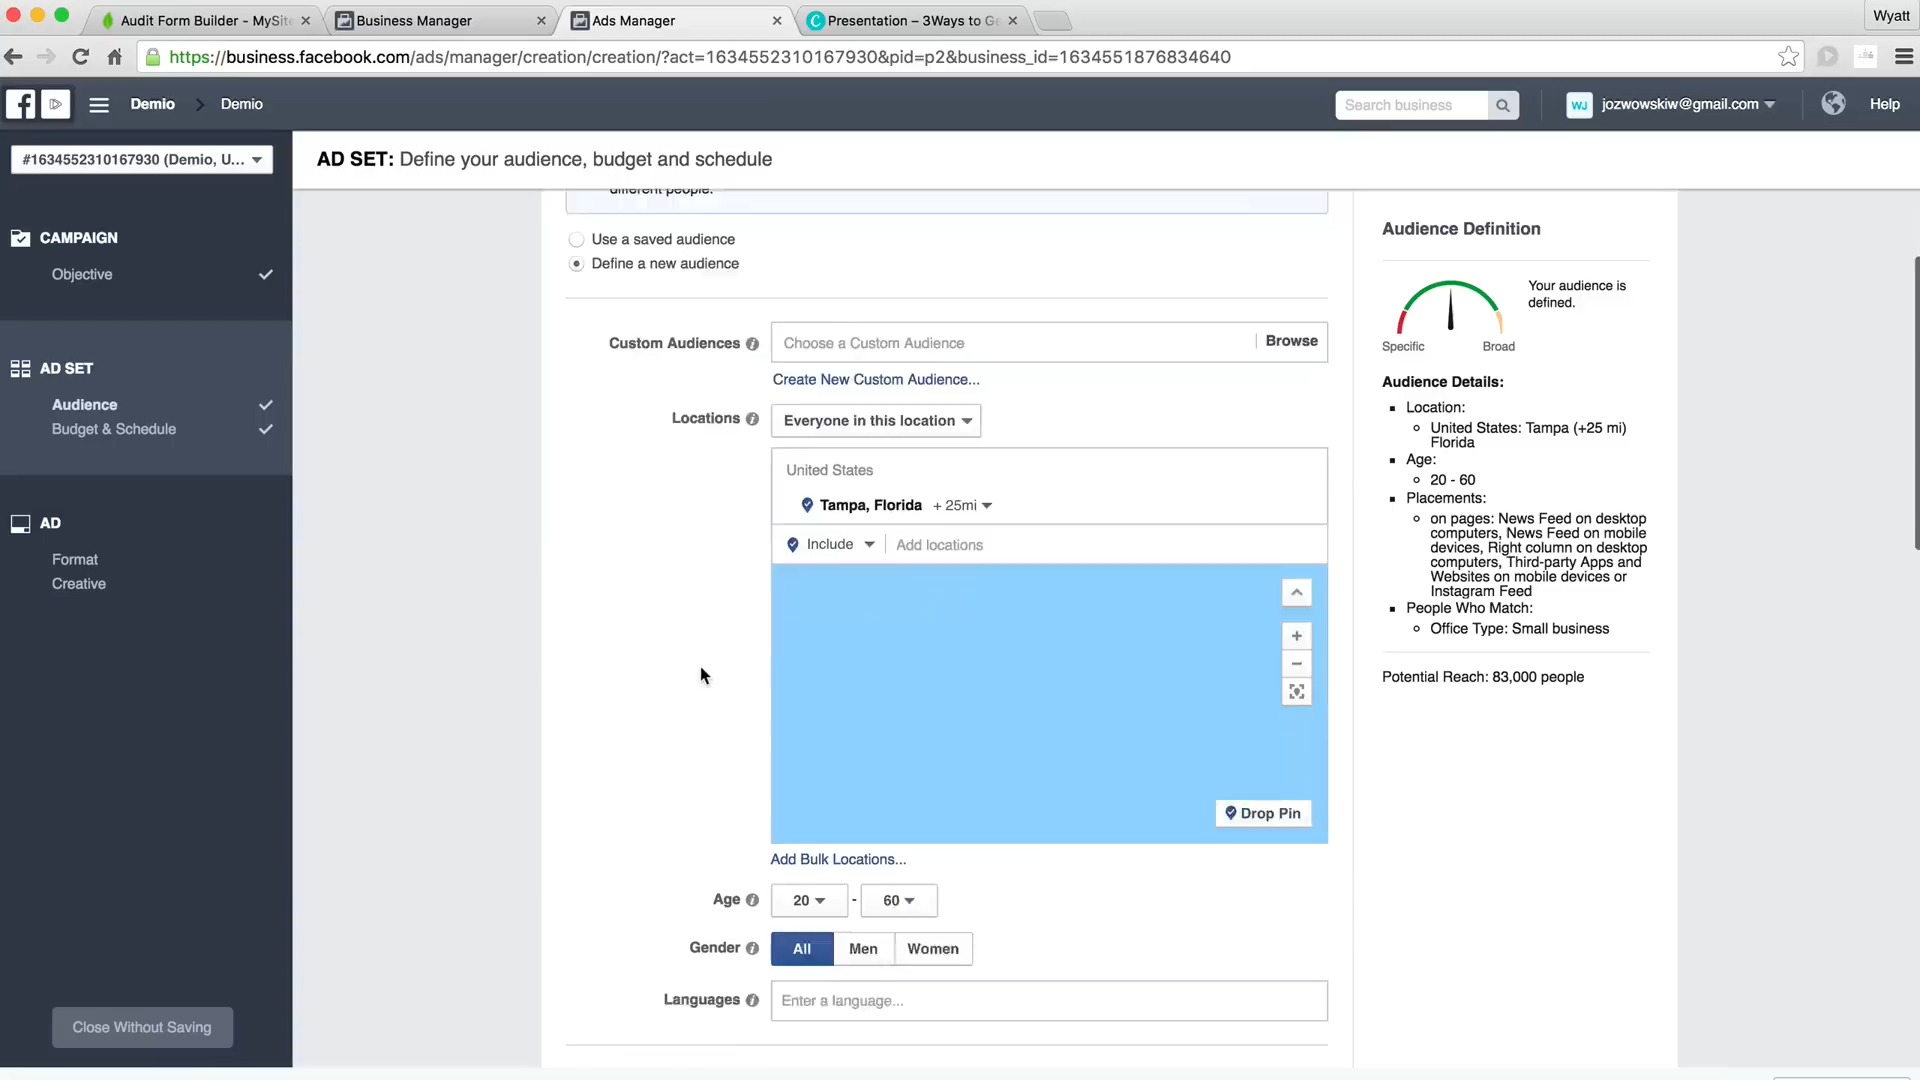 Audit Form Builder - MySite
Business Manager
Ads Manager
Presentation – 3Ways to Ge
Wyatt
https://business.facebook.com/ads/manager/creation/creation/?act=1634552310167930&pid=p2&business_id=1634551876834640
Demio
Demio
Search business
WJ
jozwowskiw@gmail.com
Help
#1634552310167930 (Demio, U...
AD SET: Define your audience, budget and schedule
CAMPAIGN
Objective
AD SET
Audience
Budget & Schedule
AD
Format
Creative
Close Without Saving
different people.
Use a saved audience
Define a new audience
Custom Audiences
Choose a Custom Audience
Browse
Create New Custom Audience...
Locations
Everyone in this location
United States
Tampa, Florida + 25mi
Include
Add locations
Drop Pin
Add Bulk Locations...
Age
20 - 60
Gender
All Men Women
Languages
Enter a language...
Audience Definition
Your audience is
defined.
Specific
Broad
Audience Details:
Location:
United States: Tampa (+25 mi)
Florida
Age:
20 - 60
Placements:
on pages: News Feed on desktop
computers, News Feed on mobile
devices, Right column on desktop
computers, Third-party Apps and
Websites on mobile devices or
Instagram Feed
People Who Match:
Office Type: Small business
Potential Reach: 83,000 people